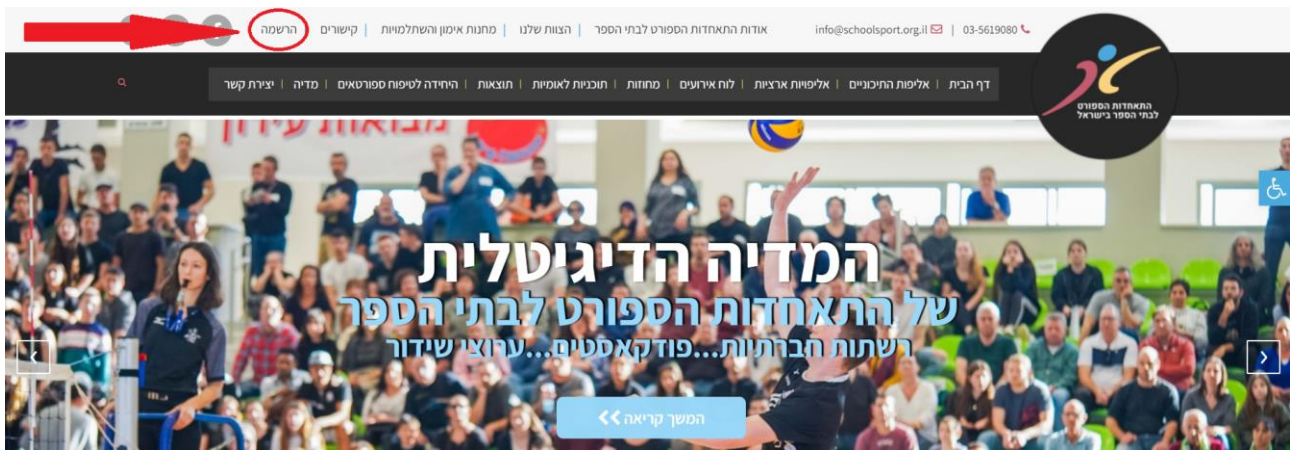 03-5619080 | info@schoolsport.org.il אודות התאחדות הספורט לבתי הספר | הצוות שלנו | מחנות אימון והשתלמויות | קישורים הרשמה
התאחדות הספורט
לבתי הספר בישראל
דף הבית | אליפות התיכוניים | אליפויות ארציות | לוח אירועים | מחוזות | תוכניות לאומיות | תוצאות | היחידה לטיפוח ספורטאים | מדיה | יצירת קשר
מבואות עירון
המדיה הדיגיטלית
של התאחדות הספורט לבתי הספר
רשתות חברתיות...פודקאסטים...ערוצי שידור
המשך קריאה >>